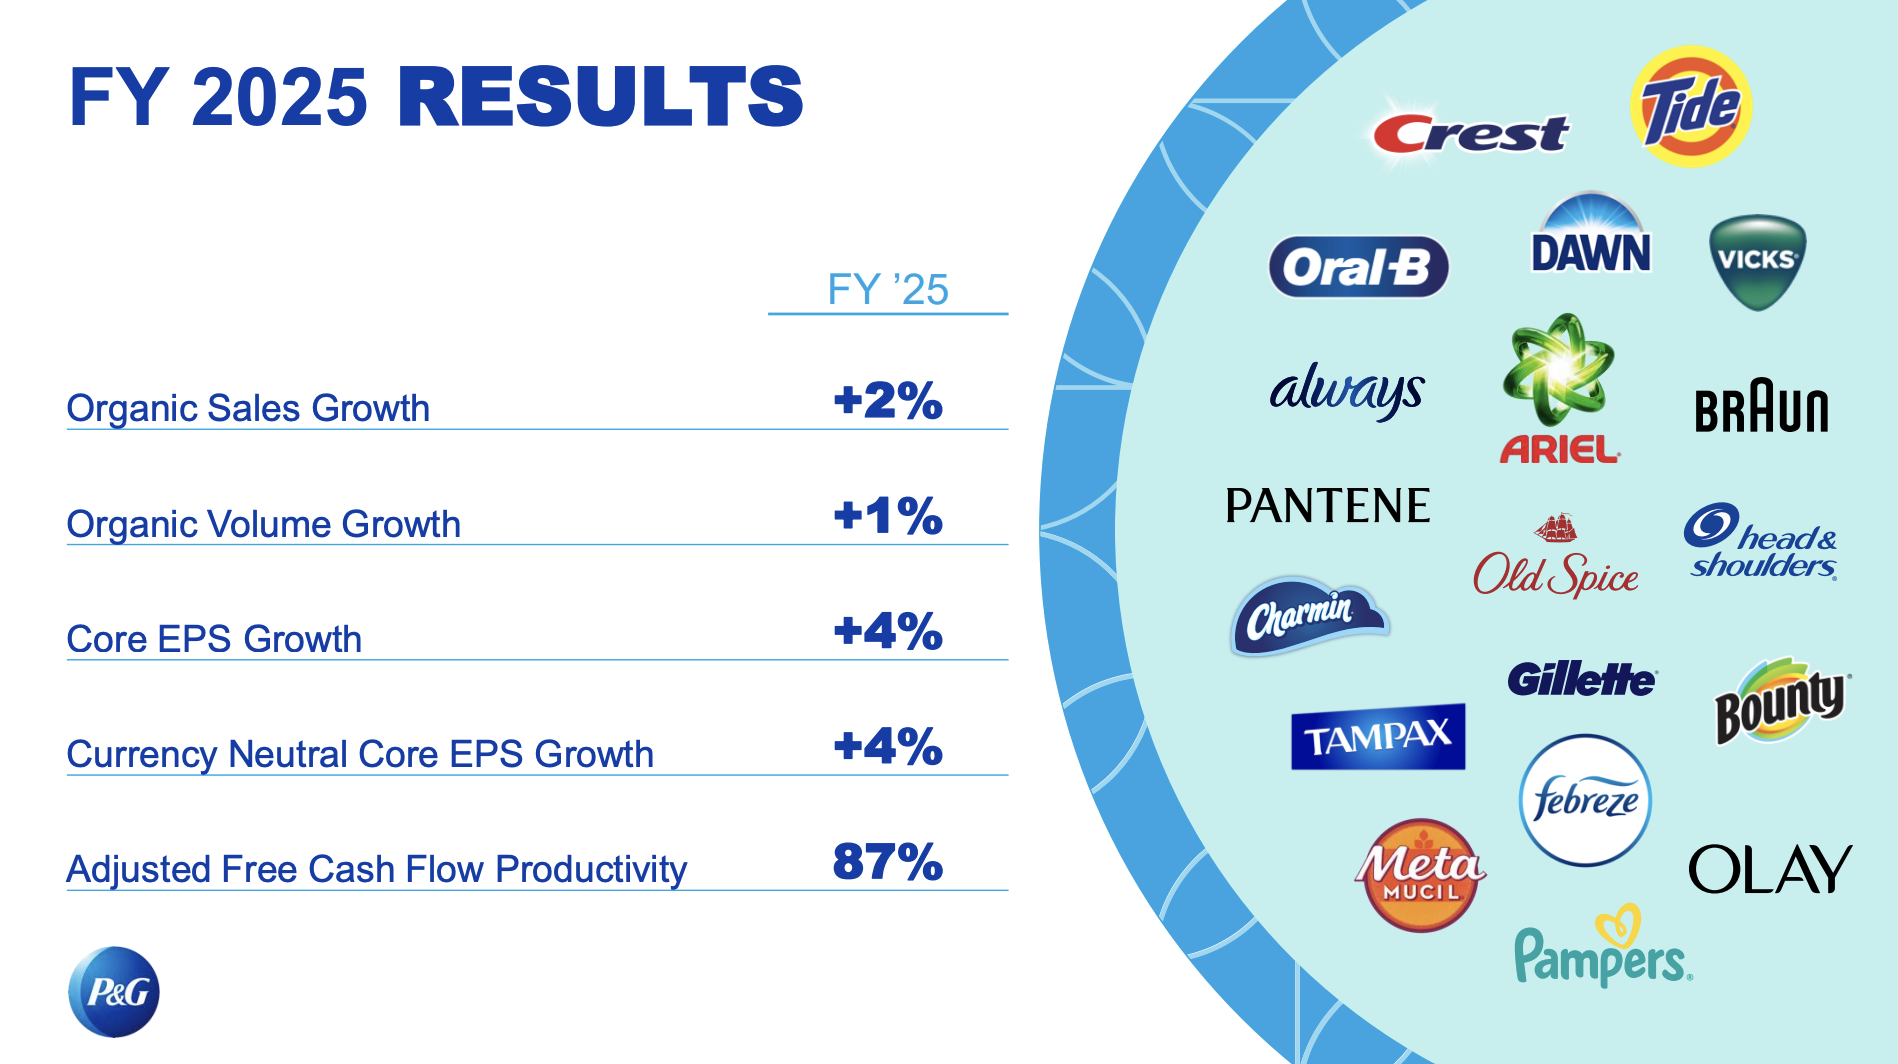 FY 2025 RESULTS
FY ’25
Organic Sales Growth +2%
Organic Volume Growth +1%
Core EPS Growth +4%
Currency Neutral Core EPS Growth +4%
Adjusted Free Cash Flow Productivity 87%
P&G
Crest
Tide
Oral-B
DAWN
VICKS
always
ARIEL
BRAUN
PANTENE
Old Spice
head &
shoulders
Charmin
Gillette
Bounty
TAMPAX
febreze
Meta
MUCIL
OLAY
Pampers